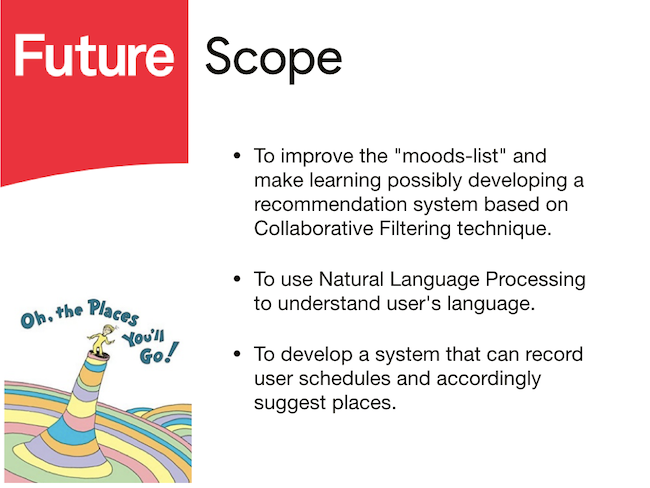 Future Scope
• To improve the "moods-list" and
make learning possibly developing a
recommendation system based on
Collaborative Filtering technique.
• To use Natural Language Processing
to understand user's language.
• To develop a system that can record
user schedules and accordingly
suggest places.
Oh, the Places
You'll
Go!